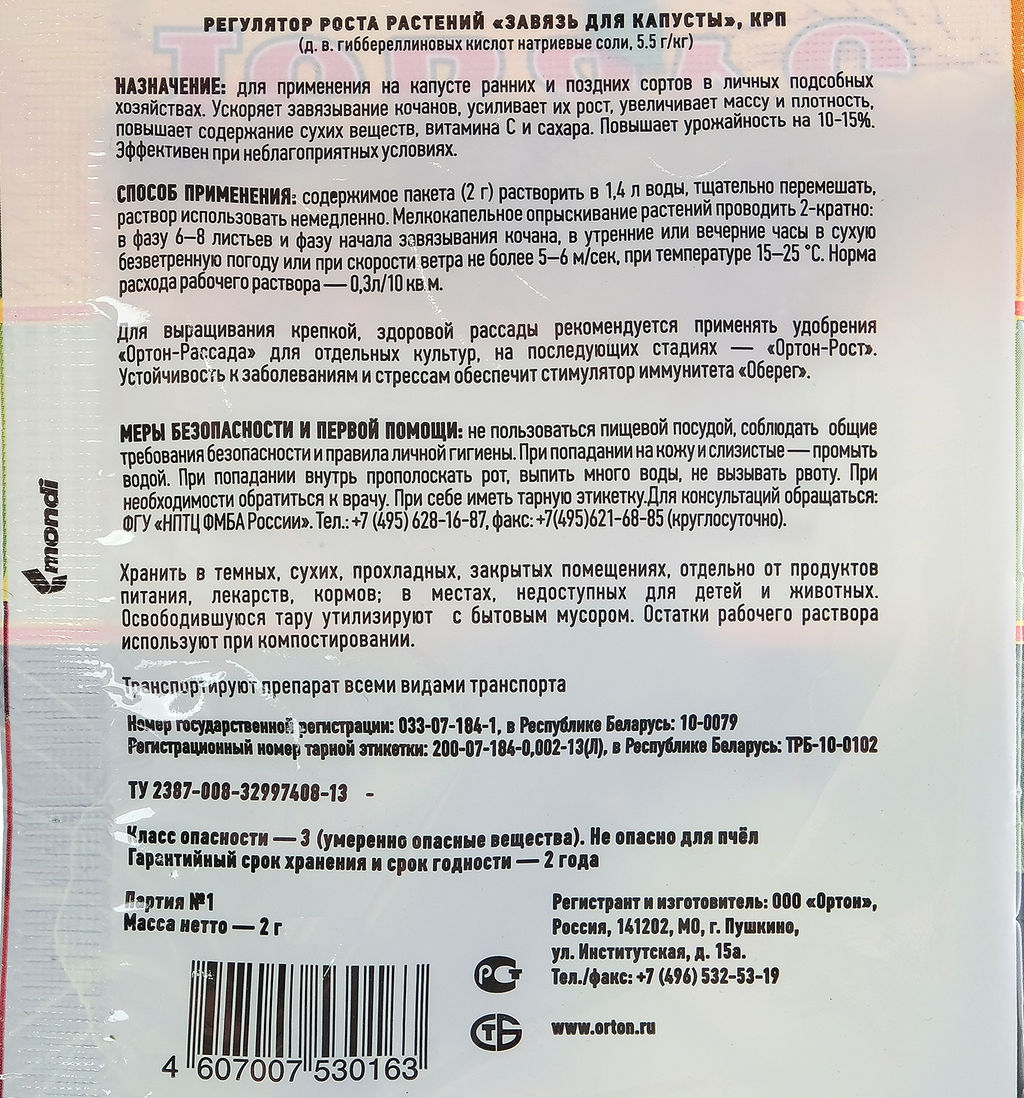 РЕГУЛЯТОР РОСТА РАСТЕНИЙ «ЗАВЯЗЬ ДЛЯ КАПУСТЫ», КРП
(д. в. гиббереллиновых кислот натриевые соли, 5.5 г/кг)
НАЗНАЧЕНИЕ: для применения на капусте ранних и поздних сортов в личных подсобных
хозяйствах. Ускоряет завязывание кочанов, усиливает их рост, увеличивает массу и плотность,
повышает содержание сухих веществ, витамина С и сахара. Повышает урожайность на 10-15%.
Эффективен при неблагоприятных условиях.
СПОСОБ ПРИМЕНЕНИЯ: содержимое пакета (2 г) растворить в 1,4 л воды, тщательно перемешать,
раствор использовать немедленно. Мелкокапельное опрыскивание растений проводить 2-кратно:
в фазу 6–8 листьев и фазу начала завязывания кочана, в утренние или вечерние часы в сухую
безветренную погоду или при скорости ветра не более 5–6 м/сек, при температуре 15–25 °С. Норма
расхода рабочего раствора — 0,3л/10 кв.м.
Для выращивания крепкой, здоровой рассады рекомендуется применять удобрения
«Ортон-Рассада» для отдельных культур, на последующих стадиях — «Ортон-Рост».
Устойчивость к заболеваниям и стрессам обеспечит стимулятор иммунитета «Оберег».
МЕРЫ БЕЗОПАСНОСТИ И ПЕРВОЙ ПОМОЩИ: не пользоваться пищевой посудой, соблюдать общие
требования безопасности и правила личной гигиены. При попадании на кожу и слизистые — промыть
водой. При попадании внутрь прополоскать рот, выпить много воды, не вызывать рвоту. При
необходимости обратиться к врачу. При себе иметь тарную этикетку.Для консультаций обращаться:
ФГУ «НПТЦ ФМБА России». Тел.: +7 (495) 628-16-87, факс: +7(495)621-68-85 (круглосуточно).
Хранить в темных, сухих, прохладных, закрытых помещениях, отдельно от продуктов
питания, лекарств, кормов; в местах, недоступных для детей и животных.
Освободившуюся тару утилизируют с бытовым мусором. Остатки рабочего раствора
используют при компостировании.
Транспортируют препарат всеми видами транспорта
Номер государственной регистрации: 033-07-184-1, в Республике Беларусь: 10-0079
Регистрационный номер тарной этикетки: 200-07-184-0,002-13(Л), в Республике Беларусь: ТРБ-10-0102
ТУ 2387-008-32997408-13 -
Класс опасности — 3 (умеренно опасные вещества). Не опасно для пчёл
Гарантийный срок хранения и срок годности — 2 года
Партия №1
Масса нетто — 2 г
Регистрант и изготовитель: ООО «Ортон»,
Россия, 141202, МО, г. Пушкино,
ул. Институтская, д. 15а.
Тел./факс: +7 (496) 532-53-19
www.orton.ru
РСТ
СТБ
4 607007 530163
mondi